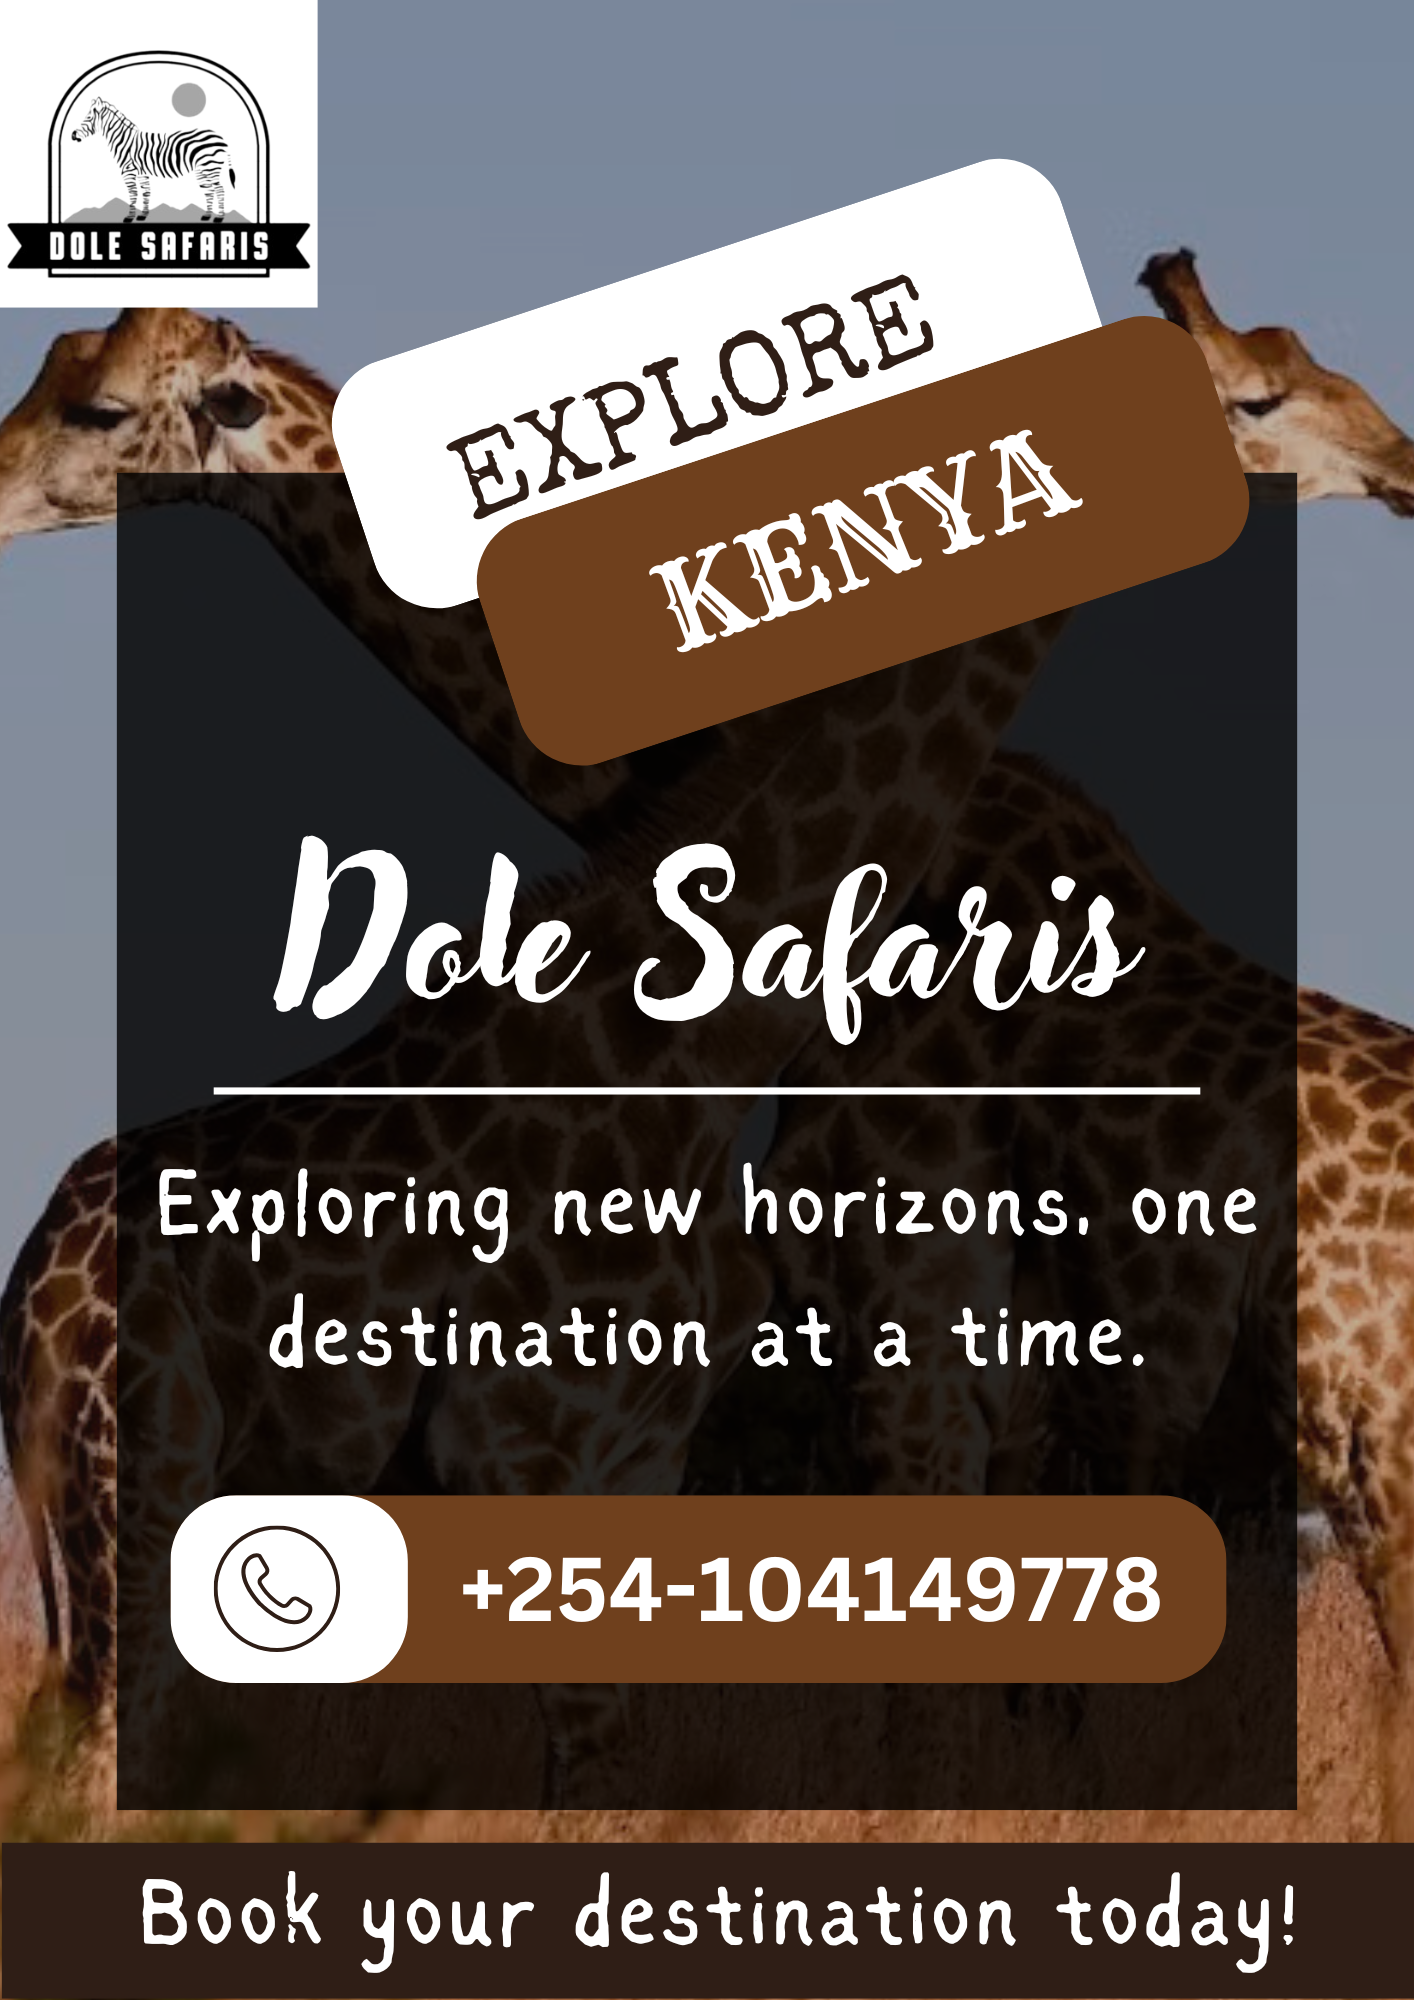 DOLE SAFARIS
EXPLORE
KENYA
Dole Safaris
Exploring new horizons, one
destination at a time.
+254-104149778
Book your destination today!